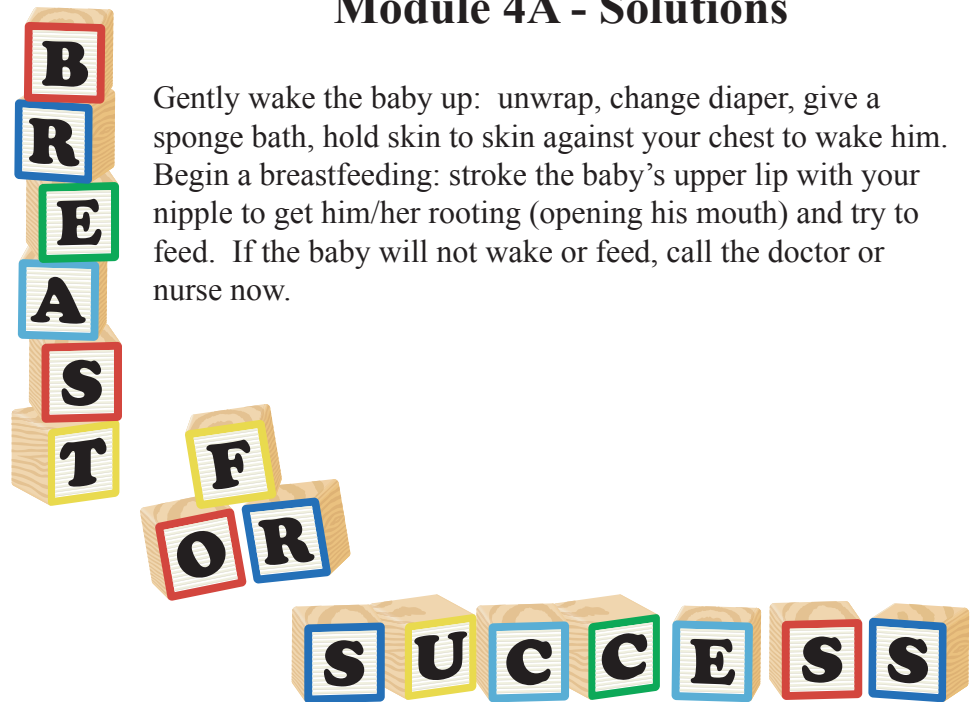 Module 4A - Solutions
Gently wake the baby up:  unwrap, change diaper, give a
sponge bath, hold skin to skin against your chest to wake him.
Begin a breastfeeding: stroke the baby’s upper lip with your
nipple to get him/her rooting (opening his mouth) and try to
feed.  If the baby will not wake or feed, call the doctor or
nurse now.
BREAST
FOR
SUCCESS